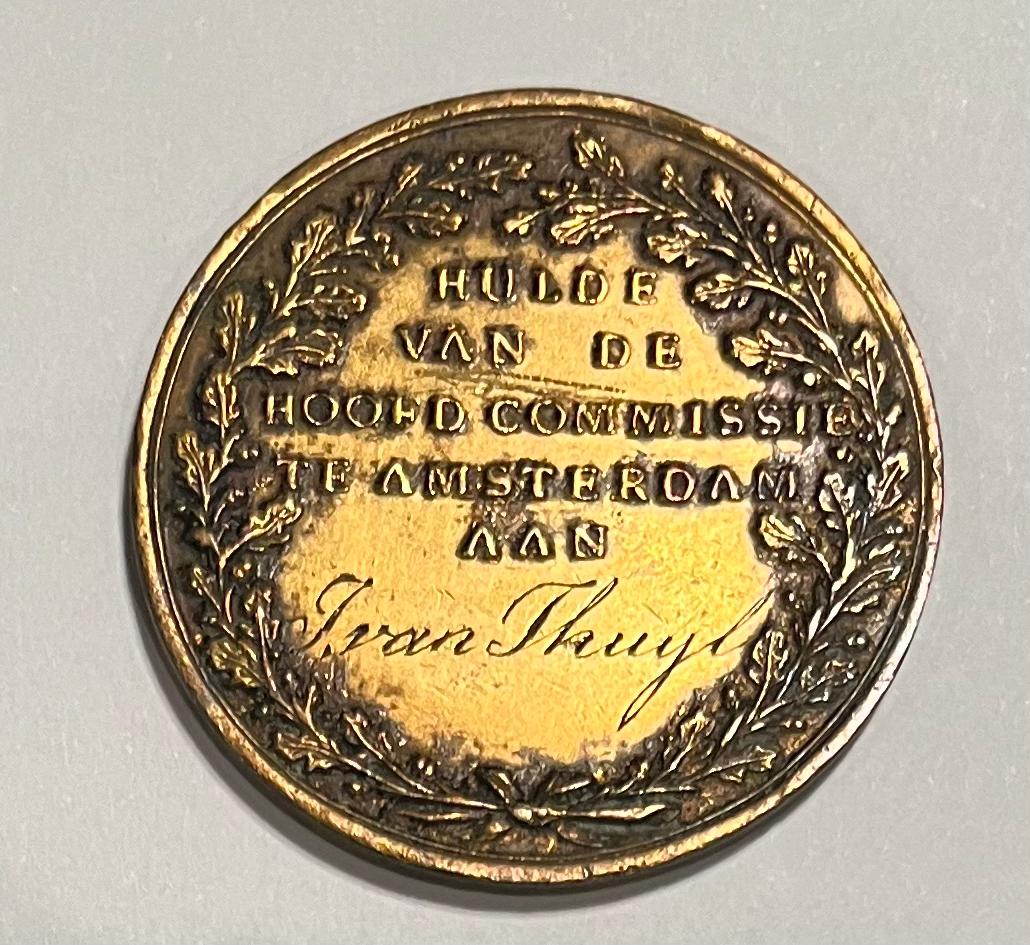 HULDE
VAN DE
HOOFD COMMISSIE
TE AMSTERDAM
AAN
J van Thuyl